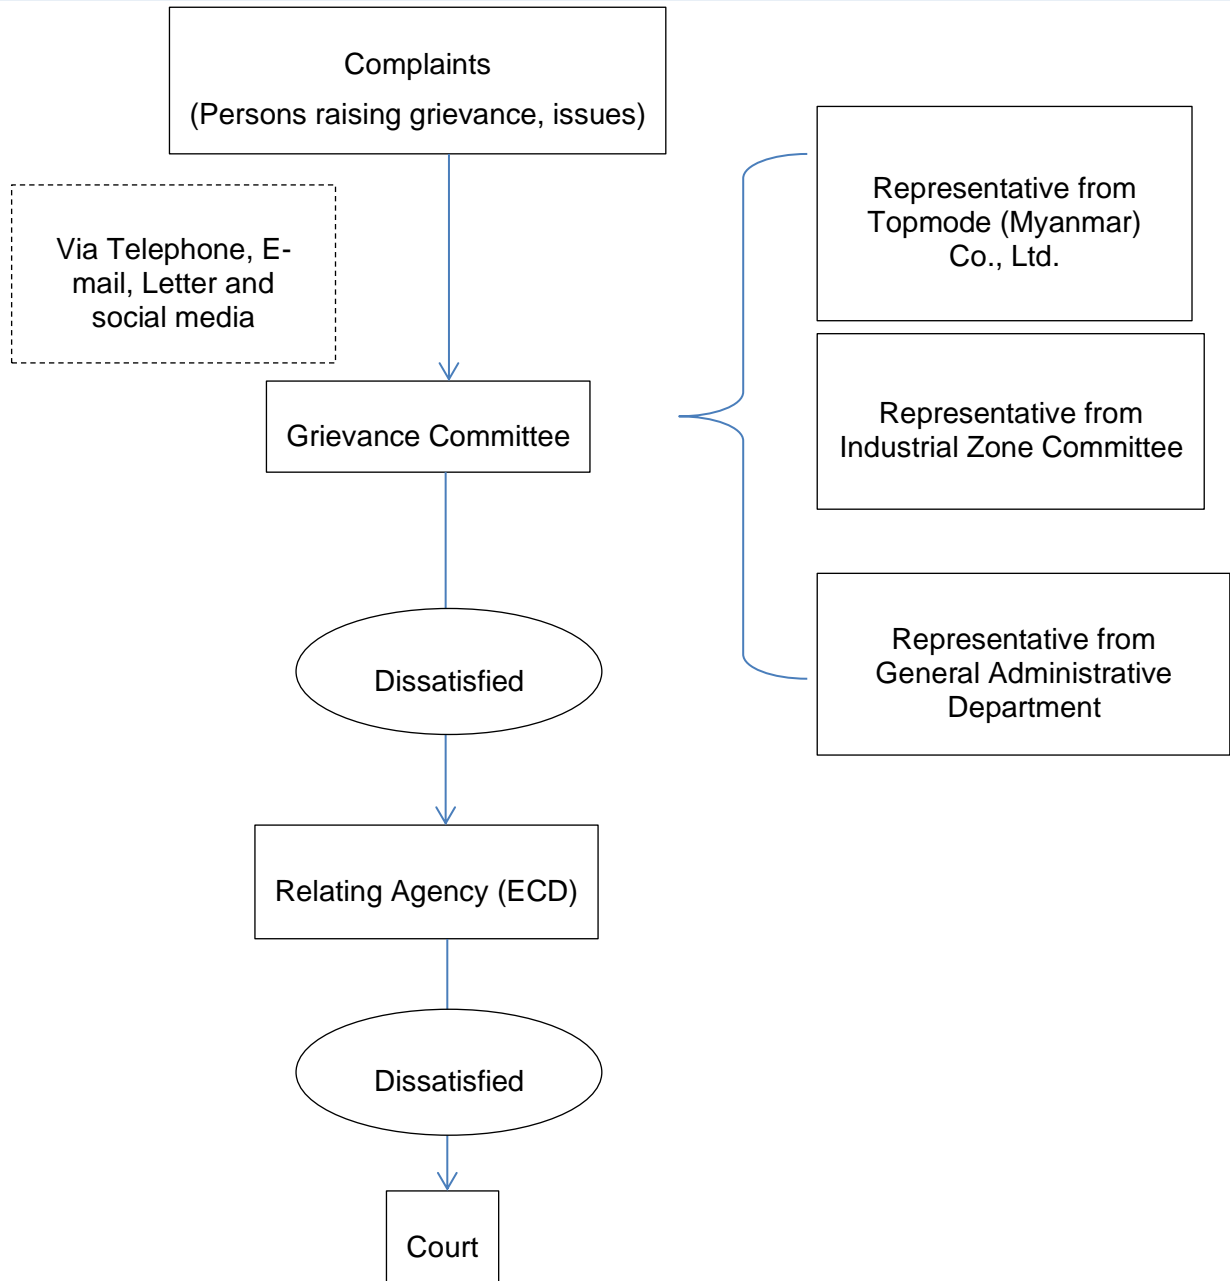 Complaints
(Persons raising grievance, issues)
Via Telephone, E-
mail, Letter and
social media
Grievance Committee
Representative from
Topmode (Myanmar)
Co., Ltd.
Representative from
Industrial Zone Committee
Representative from
General Administrative
Department
Dissatisfied
Relating Agency (ECD)
Dissatisfied
Court